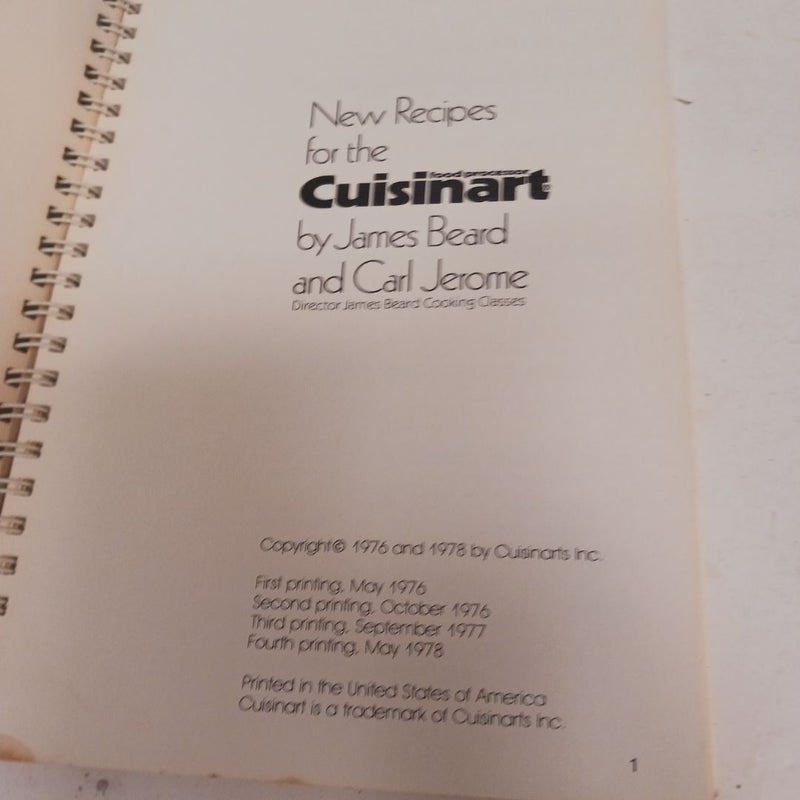 New Recipes
for the
food processor
Cuisinart®
by James Beard
and Carl Jerome
Director James Beard Cooking Classes
Copyright© 1976 and 1978 by Cuisinarts Inc.
First printing, May 1976
Second printing, October 1976
Third printing, September 1977
Fourth printing, May 1978
Printed in the United States of America
Cuisinart is a trademark of Cuisinarts Inc.
1